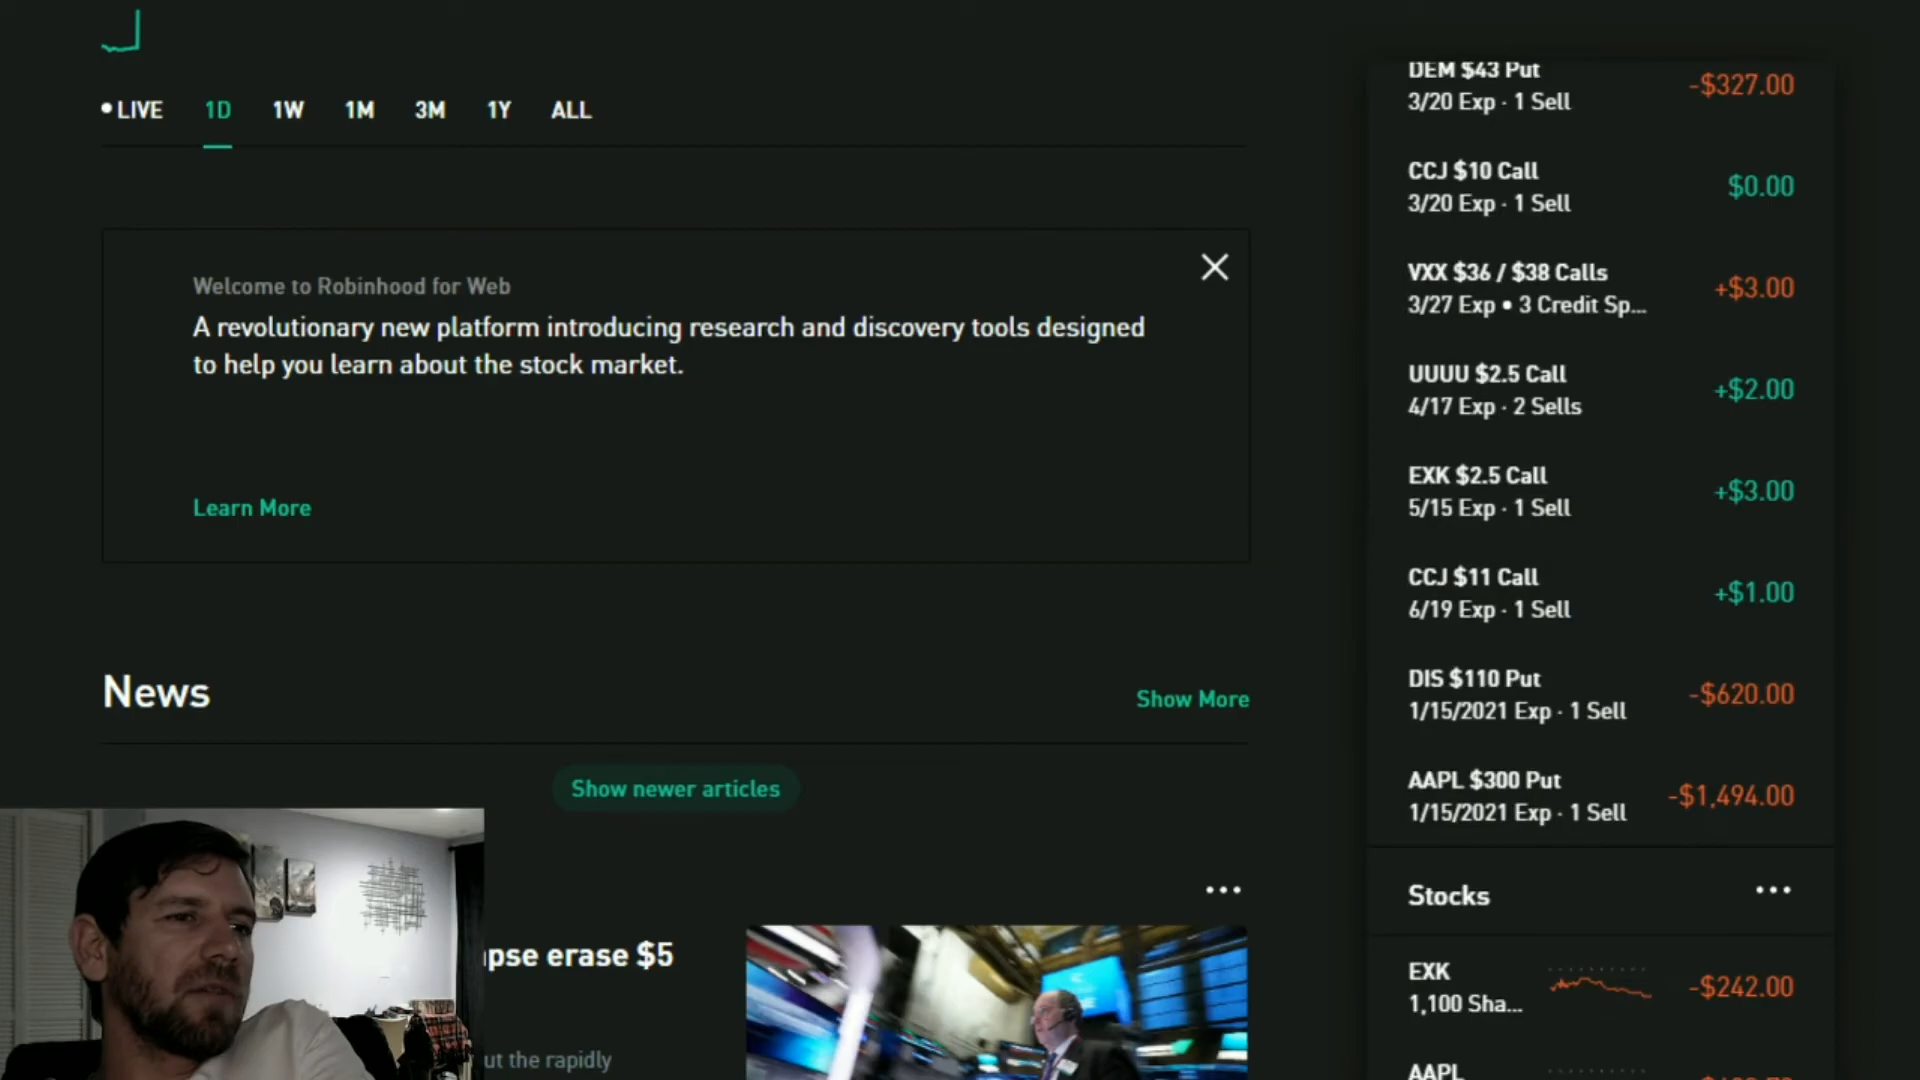 LIVE 1D 1W 1M 3M 1Y ALL
Welcome to Robinhood for Web
A revolutionary new platform introducing research and discovery tools designed
to help you learn about the stock market.
Learn More
News
Show More
Show newer articles
pse erase $5
ut the rapidly
DEM $43 Put
3/20 Exp · 1 Sell
-$327.00
CCJ $10 Call
3/20 Exp · 1 Sell
$0.00
VXX $36 / $38 Calls
3/27 Exp • 3 Credit Sp...
+$3.00
UUUU $2.5 Call
4/17 Exp · 2 Sells
+$2.00
EXK $2.5 Call
5/15 Exp · 1 Sell
+$3.00
CCJ $11 Call
6/19 Exp · 1 Sell
+$1.00
DIS $110 Put
1/15/2021 Exp · 1 Sell
-$620.00
AAPL $300 Put
1/15/2021 Exp · 1 Sell
-$1,494.00
Stocks
EXK
1,100 Sha...
-$242.00
AAPL